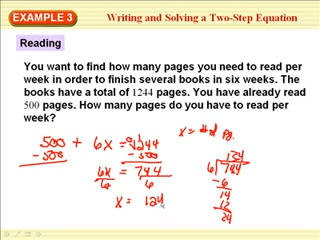 EXAMPLE 3
Writing and Solving a Two-Step Equation
Reading
You want to find how many pages you need to read per
week in order to finish several books in six weeks. The
books have a total of 1244 pages. You have already read
500 pages. How many pages do you have to read per
week?
x = # of pg.
500 + 6x = 1244
- 500 - 500
6x = 744
6 6
x = 124
124
6 744
-6
14
12
24